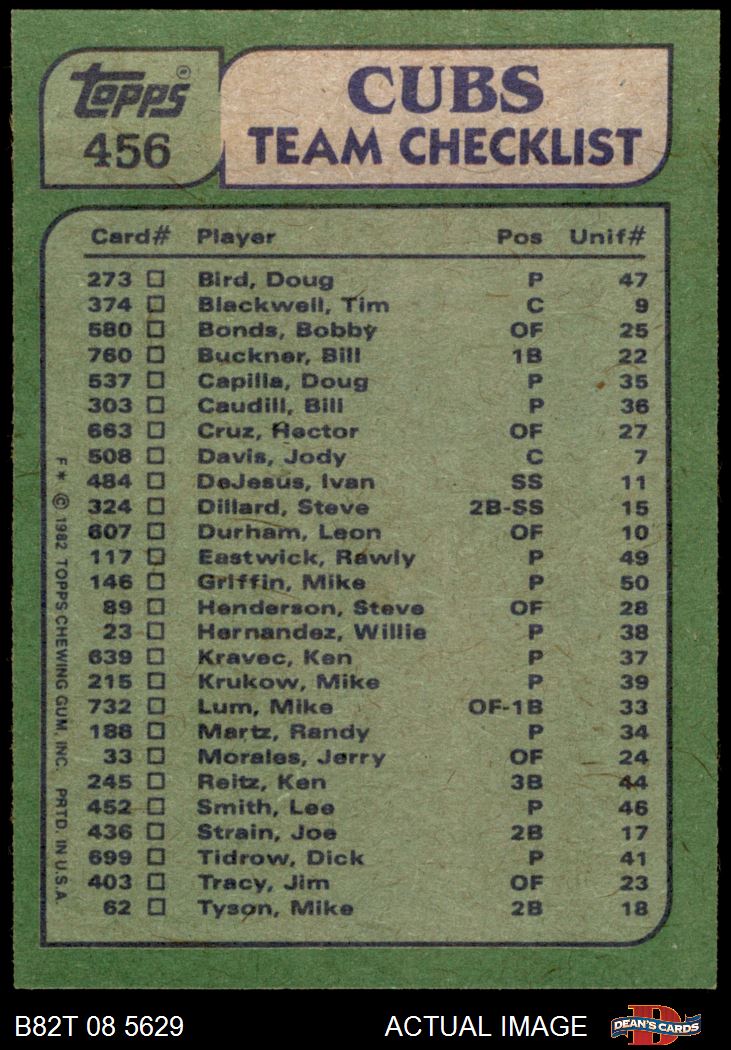 Topps®
456
CUBS
TEAM CHECKLIST
Card# Player Pos Unif#
273 Bird, Doug P 47
374 Blackwell, Tim C 9
580 Bonds, Bobby OF 25
760 Buckner, Bill 1B 22
537 Capilla, Doug P 35
303 Caudill, Bill P 36
663 Cruz, Hector OF 27
508 Davis, Jody C 7
484 DeJesus, Ivan SS 11
324 Dillard, Steve 2B-SS 15
607 Durham, Leon OF 10
117 Eastwick, Rawly P 49
146 Griffin, Mike P 50
89 Henderson, Steve OF 28
23 Hernandez, Willie P 38
639 Kravec, Ken P 37
215 Krukow, Mike P 39
732 Lum, Mike OF-1B 33
188 Martz, Randy P 34
33 Morales, Jerry OF 24
245 Reitz, Ken 3B 44
452 Smith, Lee P 46
436 Strain, Joe 2B 17
699 Tidrow, Dick P 41
403 Tracy, Jim OF 23
62 Tyson, Mike 2B 18
F * © 1982 TOPPS CHEWING GUM, INC. PRTD. IN U.S.A.
B82T 08 5629 ACTUAL IMAGE
D
DEAN'S CARDS